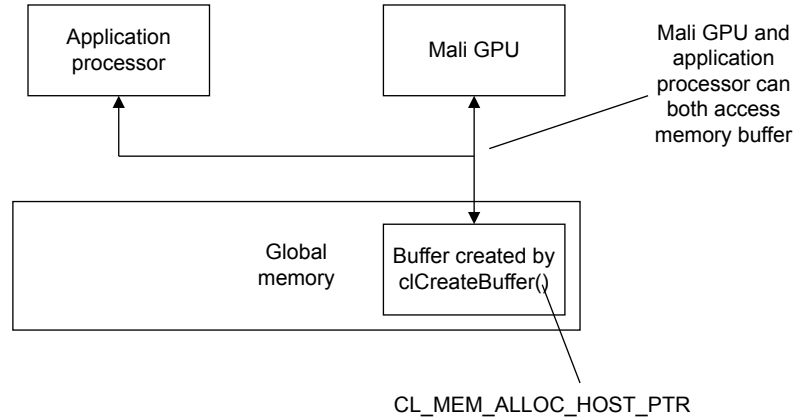 Application
processor
Mali GPU
Mali GPU and
application
processor can
both access
memory buffer
Global
memory
Buffer created by
clCreateBuffer()
CL_MEM_ALLOC_HOST_PTR